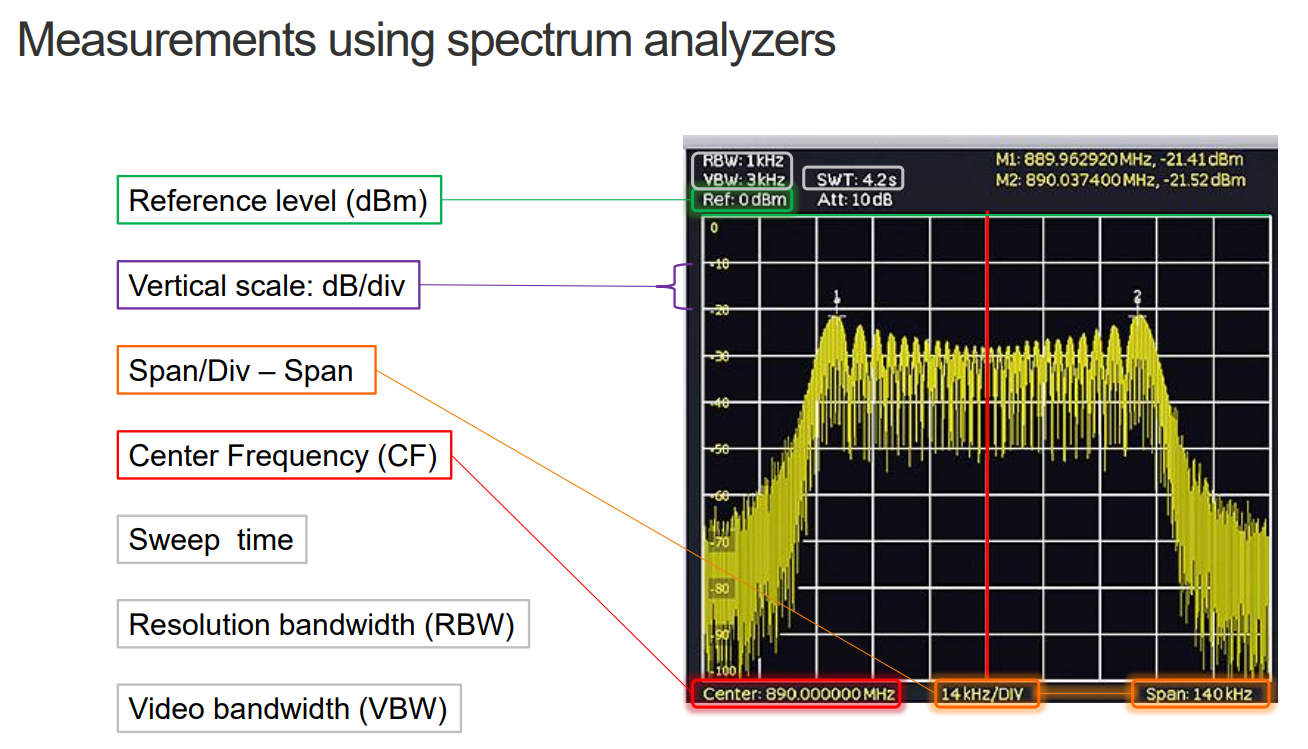 Measurements using spectrum analyzers
Reference level (dBm)
Vertical scale: dB/div
Span/Div – Span
Center Frequency (CF)
Sweep time
Resolution bandwidth (RBW)
Video bandwidth (VBW)
RBW: 1kHz
VBW: 3kHz
SWT: 4.2s
Ref: 0dBm
Att: 10dB
M1: 889.962920MHz, -21.41dBm
M2: 890.037400MHz, -21.52dBm
0
-10
1
2
-20
-30
-40
-50
-60
-70
-80
-90
-100
Center: 890.000000MHz
14kHz/DIV
Span: 140kHz